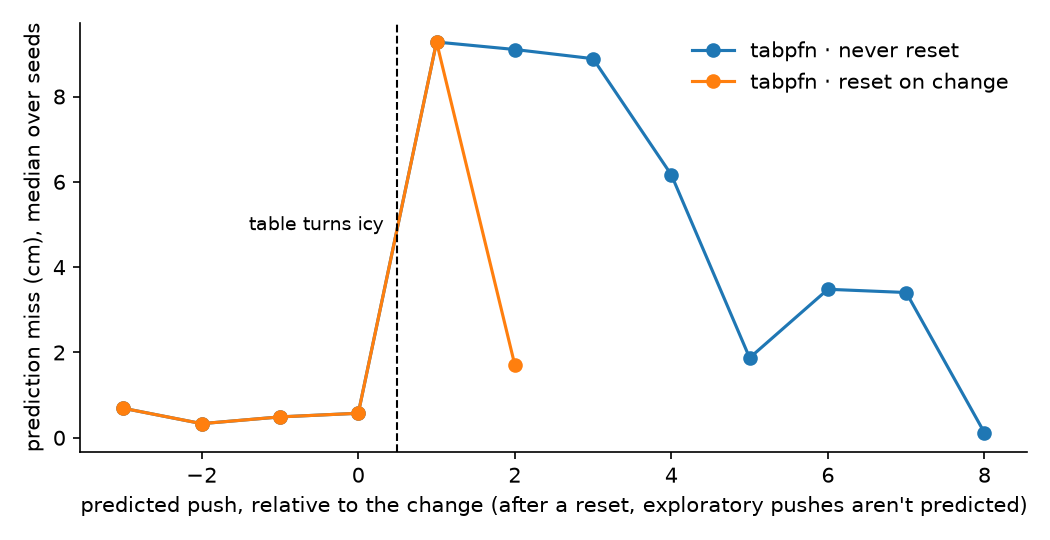 prediction miss (cm), median over seeds
8
6
4
2
0
tabpfn · never reset
tabpfn · reset on change
table turns icy
−2 0 2 4 6 8
predicted push, relative to the change (after a reset, exploratory pushes aren't predicted)